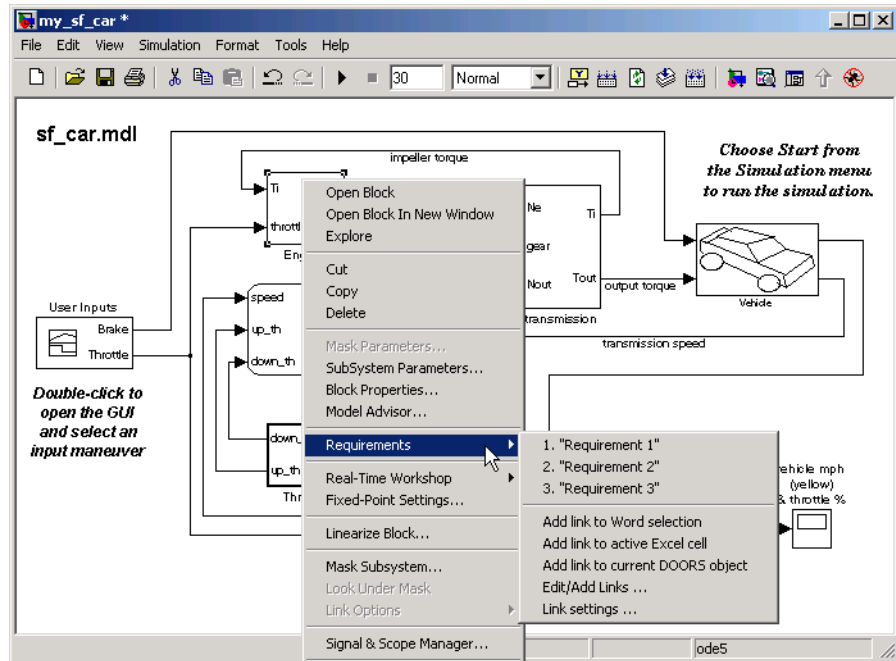 my_sf_car *
File Edit View Simulation Format Tools Help
30 Normal
sf_car.mdl
impeller torque
Choose Start from
the Simulation menu
to run the simulation.
Ti
throttl
Eng
Ne
gear
Nout
Ti
Tout
transmission
output torque
Vehicle
transmission speed
User Inputs
Brake
Throttle
speed
up_th
down_th
Double-click to
open the GUI
and select an
input maneuver
down_
up_th
Thr
Open Block
Open Block In New Window
Explore
Cut
Copy
Delete
Mask Parameters...
SubSystem Parameters...
Block Properties...
Model Advisor...
Requirements
Real-Time Workshop
Fixed-Point Settings...
Linearize Block...
Mask Subsystem...
Look Under Mask
Link Options
Signal & Scope Manager...
1. "Requirement 1"
2. "Requirement 2"
3. "Requirement 3"
Add link to Word selection
Add link to active Excel cell
Add link to current DOORS object
Edit/Add Links ...
Link settings ...
ehicle mph
(yellow)
& throttle %
ode5